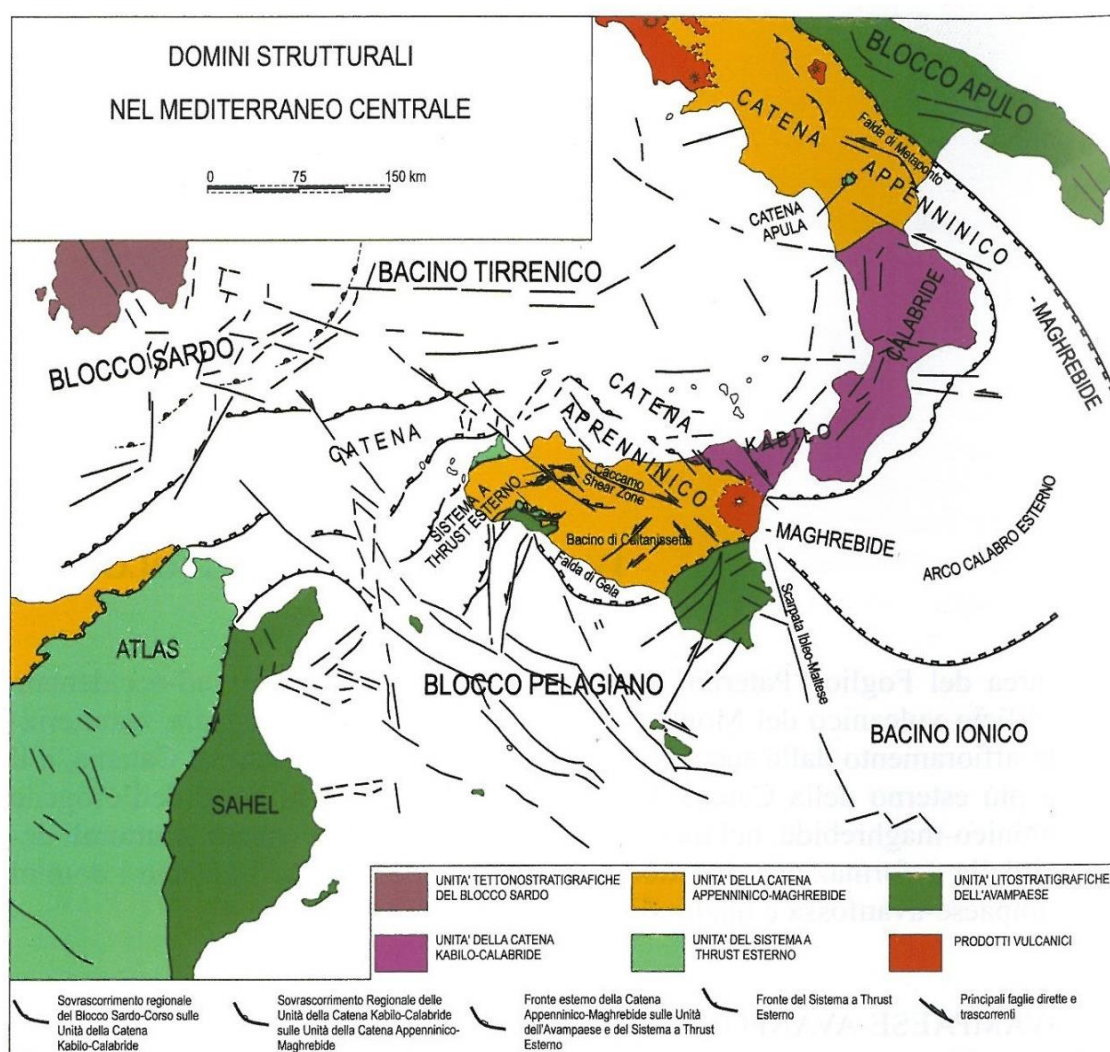 DOMINI STRUTTURALI
NEL MEDITERRANEO CENTRALE
0 75 150 km
BLOCCO APULO
CATENA
Falda di Metaponto
APPENNINICO
CATENA
APULA
- MAGHREBIDE
BACINO TIRRENICO
BLOCCO SARDO
CALABRIDE
CATENA
CATENA
APRENNINICO
KABILO
Caccamo
Shear Zone
SISTEMA A
THRUST ESTERNO
Bacino di Caltanissetta
- MAGHREBIDE
ARCO CALABRO ESTERNO
Falda di Gela
Scarpata Ibleo-Maltese
ATLAS
BLOCCO PELAGIANO
BACINO IONICO
SAHEL
UNITA' TETTONOSTRATIGRAFICHE
DEL BLOCCO SARDO
UNITA' DELLA CATENA
APPENNINICO-MAGHREBIDE
UNITA' LITOSTRATIGRAFICHE
DELL'AVAMPAESE
UNITA' DELLA CATENA
KABILO-CALABRIDE
UNITA' DEL SISTEMA A
THRUST ESTERNO
PRODOTTI VULCANICI
Sovrascorrimento regionale
del Blocco Sardo-Corso sulle
Unità della Catena
Kabilo-Calabride
Sovrascorrimento Regionale delle
Unità della Catena Kabilo-Calabride
sulle Unità della Catena Appenninico-
Maghrebide
Fronte esterno della Catena
Appenninico-Maghrebide sulle Unità
dell'Avampaese e del Sistema a Thrust
Esterno
Fronte del Sistema a Thrust
Esterno
Principali faglie dirette e
trascorrenti